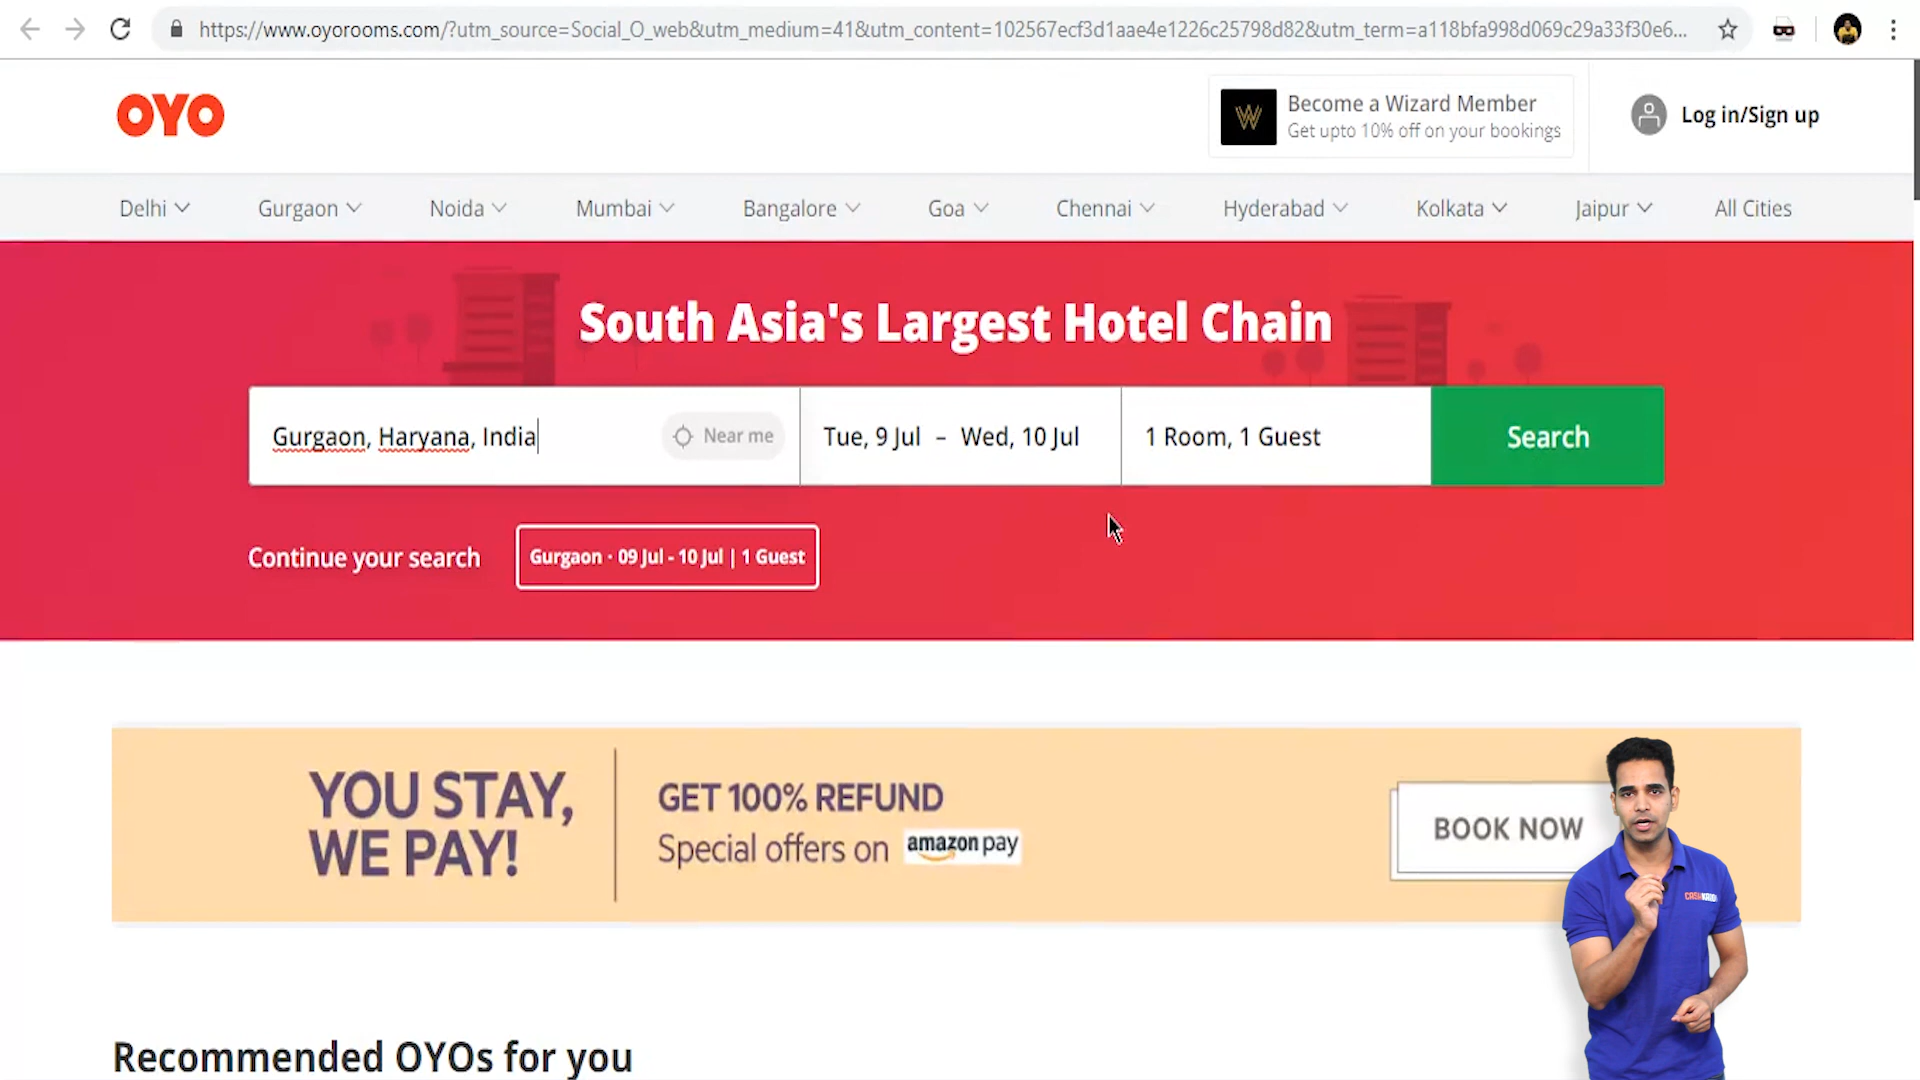 https://www.oyorooms.com/?utm_source=Social_O_web&utm_medium=41&utm_content=102567ecf3d1aae4e1226c25798d82&utm_term=a118bfa998d069c29a33f30e6...
OYO
W
Become a Wizard Member
Get upto 10% off on your bookings
Log in/Sign up
Delhi Gurgaon Noida Mumbai Bangalore Goa Chennai Hyderabad Kolkata Jaipur All Cities
South Asia's Largest Hotel Chain
Gurgaon, Haryana, India Near me Tue, 9 Jul – Wed, 10 Jul 1 Room, 1 Guest Search
Continue your search Gurgaon · 09 Jul - 10 Jul | 1 Guest
YOU STAY,
WE PAY!
GET 100% REFUND
Special offers on amazon pay
BOOK NOW
Recommended OYOs for you